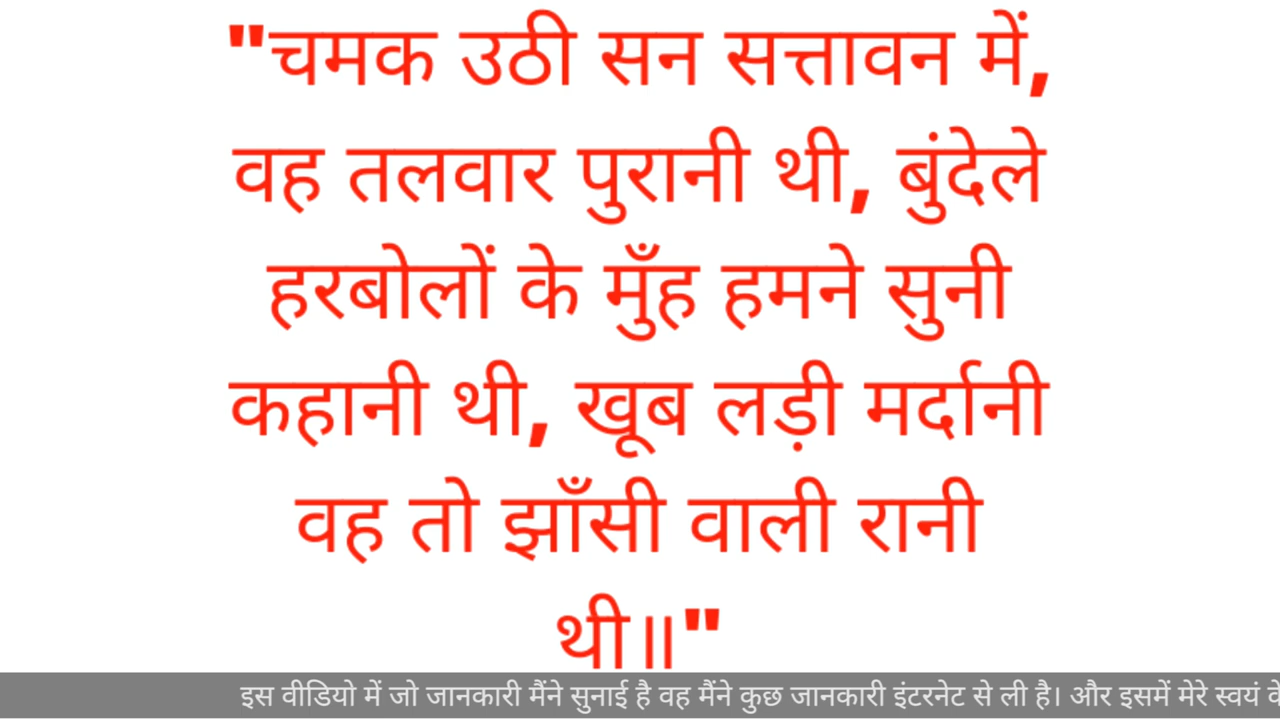 "चमक उठी सन सत्तावन में,
वह तलवार पुरानी थी, बुंदेले
हरबोलों के मुँह हमने सुनी
कहानी थी, खूब लड़ी मर्दानी
वह तो झाँसी वाली रानी
थी॥"
इस वीडियो में जो जानकारी मैंने सुनाई है वह मैंने कुछ जानकारी इंटरनेट से ली है। और इसमें मेरे स्वयं